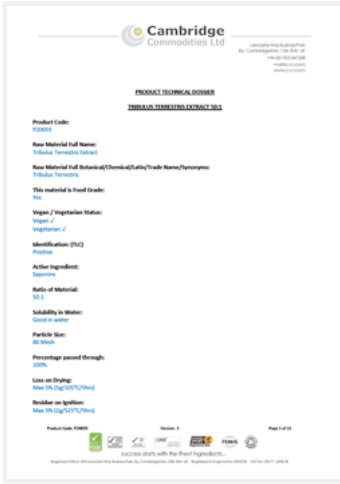 Cambridge
Commodities Ltd
PRODUCT TECHNICAL DOSSIER
TRIBULUS TERRESTRIS EXTRACT 50:1
Product Code:
P20055
Raw Material Full Name:
Tribulus Terrestris Extract
Raw Material Full Botanical/Chemical/Latin/Trade Name/Synonyms:
Tribulus Terrestris
This material is Food Grade:
Yes
Vegan / Vegetarian Status:
Vegan ✓
Vegetarian ✓
Identification: (TLC)
Positive
Active Ingredient:
Saponins
Ratio of Material:
50:1
Solubility in Water:
Good in water
Particle Size:
80 Mesh
Percentage passed through:
100%
Loss on Drying:
Max 5% (5g/105°C/5hrs)
Residue on Ignition:
Max 5% (2g/525°C/5hrs)
Product Code: P20055 Version: 3 Page 1 of 11
success starts with the finest ingredients...